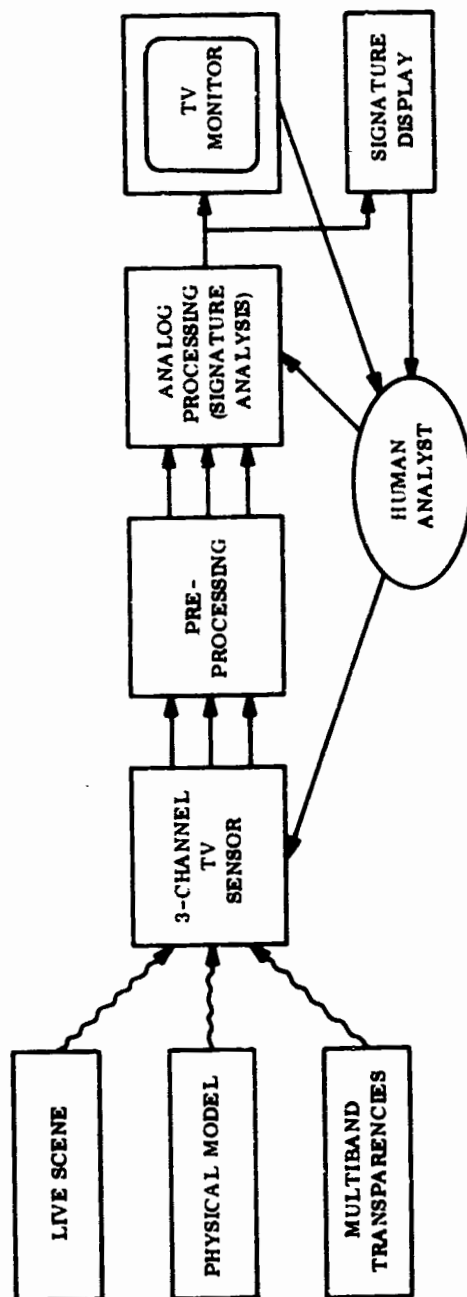 LIVE SCENE
PHYSICAL MODEL
MULTIBAND
TRANSPARENCIES
3-CHANNEL
TV
SENSOR
PRE-
PROCESSING
ANALOG
PROCESSING
(SIGNATURE
ANALYSIS)
TV
MONITOR
SIGNATURE
DISPLAY
HUMAN
ANALYST